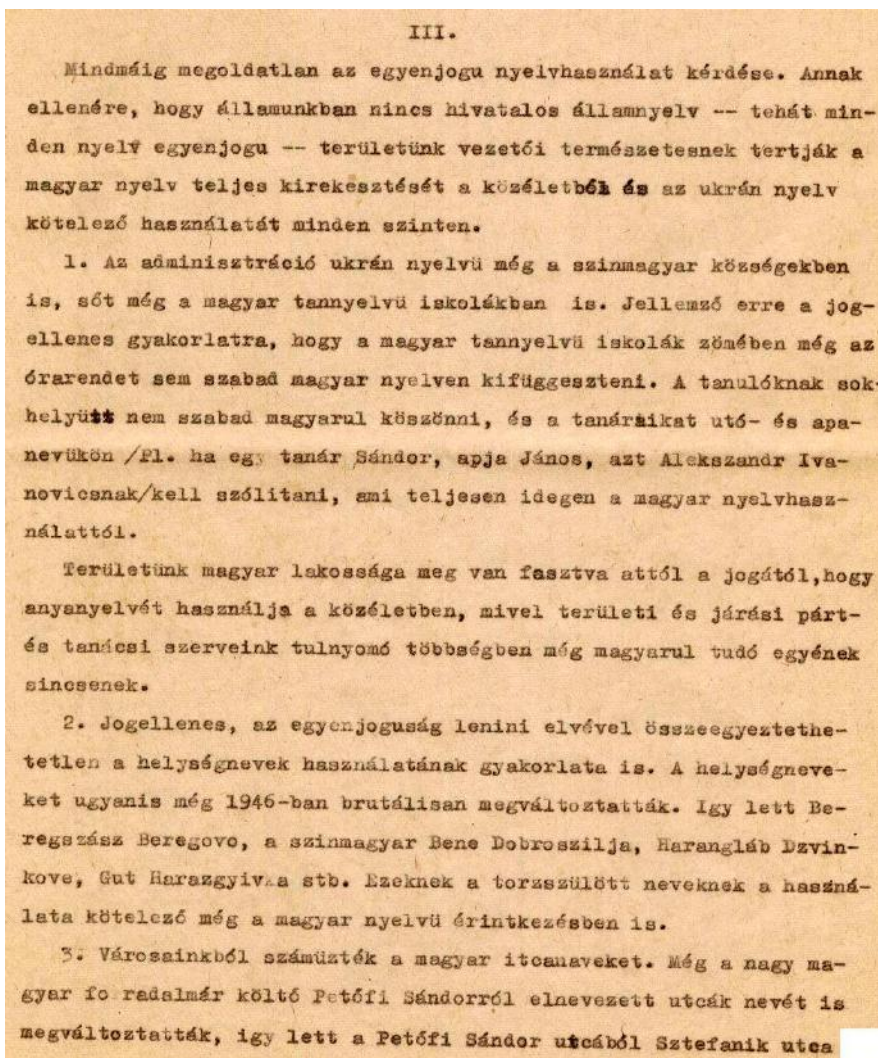 III.
Mindmáig megoldatlan az egyenjogu nyelvhasználat kérdése. Annak
ellenére, hogy államunkban nincs hivatalos államnyelv -- tehát min-
den nyelv egyenjogu -- területünk vezetői természetesnek tertják a
magyar nyelv teljes kirekesztését a közéletből és az ukrán nyelv
kötelező használatát minden szinten.
1. Az adminisztráció ukrán nyelvü még a szinmagyar községekben
is, sőt még a magyar tannyelvü iskolákban is. Jellemző erre a jog-
ellenes gyakorlatra, hogy a magyar tannyelvü iskolák zömében még az
órarendet sem szabad magyar nyelven kifüggeszteni. A tanulóknak sok-
helyütt nem szabad magyarul köszönni, és a tanáraikat utó- és apa-
nevükön /Pl. ha egy tanár Sándor, apja János, azt Alekszandr Iva-
novicsnak/kell szólitani, ami teljesen idegen a magyar nyelvhasz-
nálattól.
Területünk magyar lakossága meg van fasztva attól a jogától,hogy
anyanyelvét használja a közéletben, mivel területi és járási párt-
és tanácsi szerveink tulnyomó többségben még magyarul tudó egyének
sincsenek.
2. Jogellenes, az egyenjoguság lenini elvével összeegyeztethe-
tetlen a helységnevek használatának gyakorlata is. A helységneve-
ket ugyanis még 1946-ban brutálisan megváltoztatták. Igy lett Be-
regszász Beregovo, a szinmagyar Bene Dobroszilja, Harangláb Dzvin-
kove, Gut Harazgyivka stb. Ezeknek a torzszülött neveknek a haszná-
lata kötelező még a magyar nyelvü érintkezésben is.
3. Városainkból számüzték a magyar itcanaveket. Még a nagy ma-
gyar fo radalmár költő Petőfi Sándorról elnevezett utcák nevét is
megváltoztatták, igy lett a Petőfi Sándor utcából Sztefanik utca